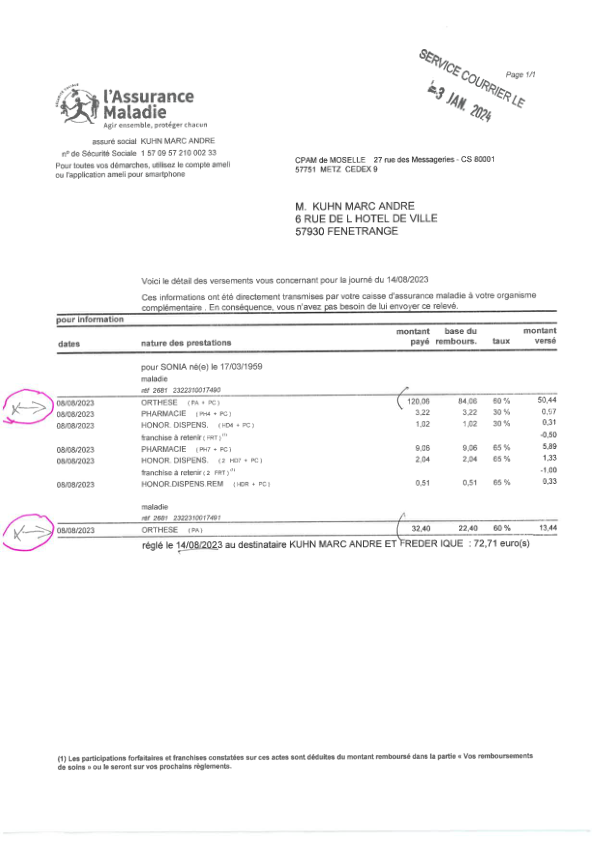 SERVICE COURRIER LE
-3 JAN. 2024
Page 1/1
l'Assurance
Maladie
Agir ensemble, protéger chacun
assuré social KUHN MARC ANDRE
n° de Sécurité Sociale 1 57 09 57 210 002 33
Pour toutes vos démarches, utilisez le compte ameli
ou l'application ameli pour smartphone
CPAM de MOSELLE 27 rue des Messageries - CS 80001
57751 METZ CEDEX 9
M. KUHN MARC ANDRE
6 RUE DE L HOTEL DE VILLE
57930 FENETRANGE
Voici le détail des versements vous concernant pour la journée du 14/08/2023
Ces informations ont été directement transmises par votre caisse d'assurance maladie à votre organisme
complémentaire . En conséquence, vous n'avez pas besoin de lui envoyer ce relevé.
pour information
dates nature des prestations montant payé base du rembours. taux montant versé
pour SONIA né(e) le 17/03/1959
maladie
réf 2681 2322310017490
08/08/2023 ORTHESE (PA + PC) 120,06 84,06 60 % 50,44
08/08/2023 PHARMACIE (PH4 + PC) 3,22 3,22 30 % 0,97
08/08/2023 HONOR. DISPENS. (HD4 + PC) 1,02 1,02 30 % 0,31
franchise à retenir (FRT) (1) -0,50
08/08/2023 PHARMACIE (PH7 + PC) 9,06 9,06 65 % 5,89
08/08/2023 HONOR. DISPENS. (2 HD7 + PC) 2,04 2,04 65 % 1,33
franchise à retenir (2 FRT) (1) -1,00
08/08/2023 HONOR.DISPENS.REM (HDR + PC) 0,51 0,51 65 % 0,33
maladie
réf 2681 2322310017491
08/08/2023 ORTHESE (PA) 32,40 22,40 60 % 13,44
réglé le 14/08/2023 au destinataire KUHN MARC ANDRE ET FREDER IQUE : 72,71 euro(s)
(1) Les participations forfaitaires et franchises constatées sur ces actes sont déduites du montant remboursé dans la partie « Vos remboursements
de soins » ou le seront sur vos prochains règlements.